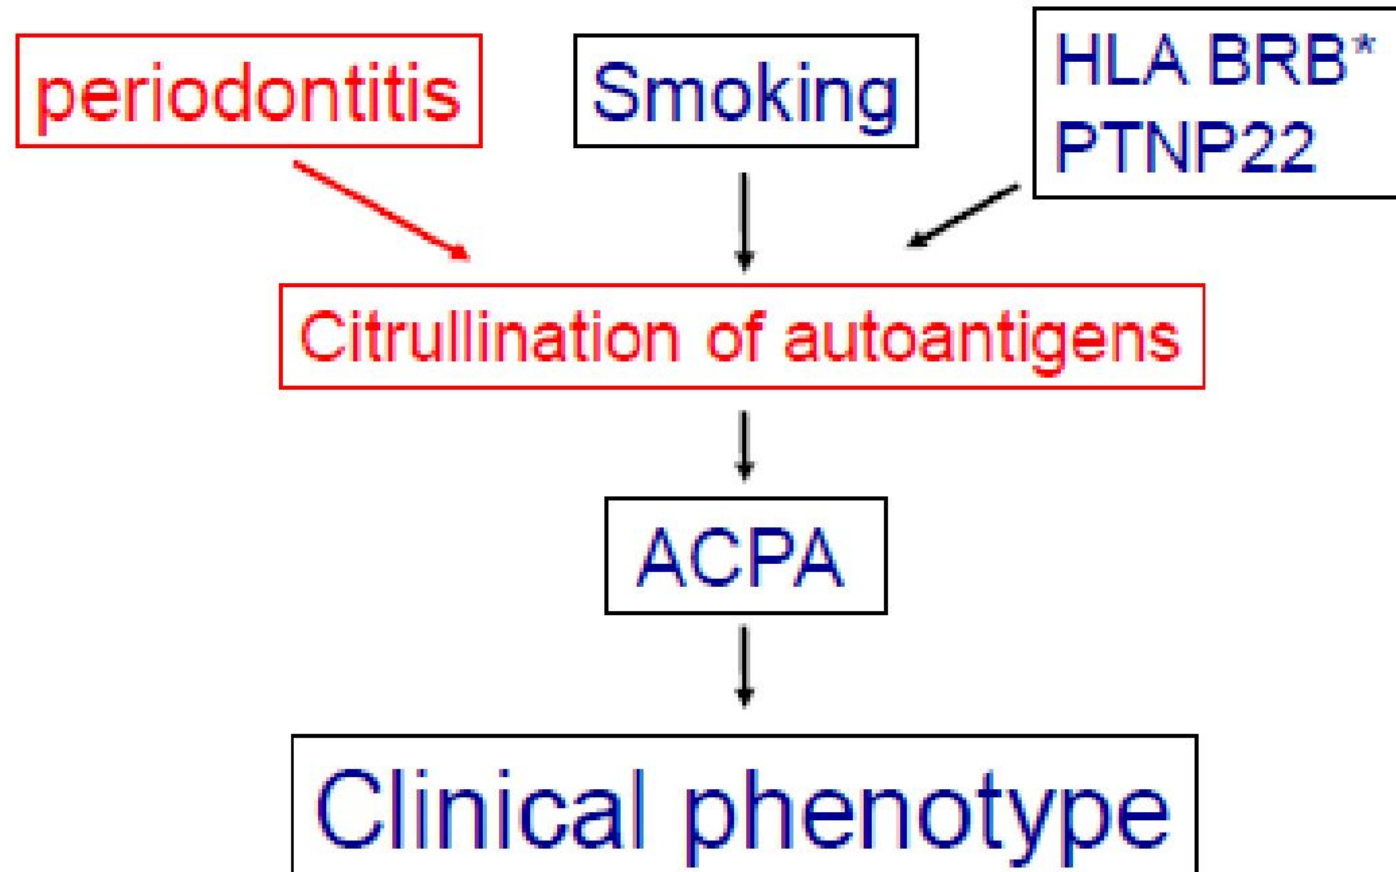 periodontitis
Smoking
HLA BRB*
PTNP22
Citrullination of autoantigens
ACPA
Clinical phenotype